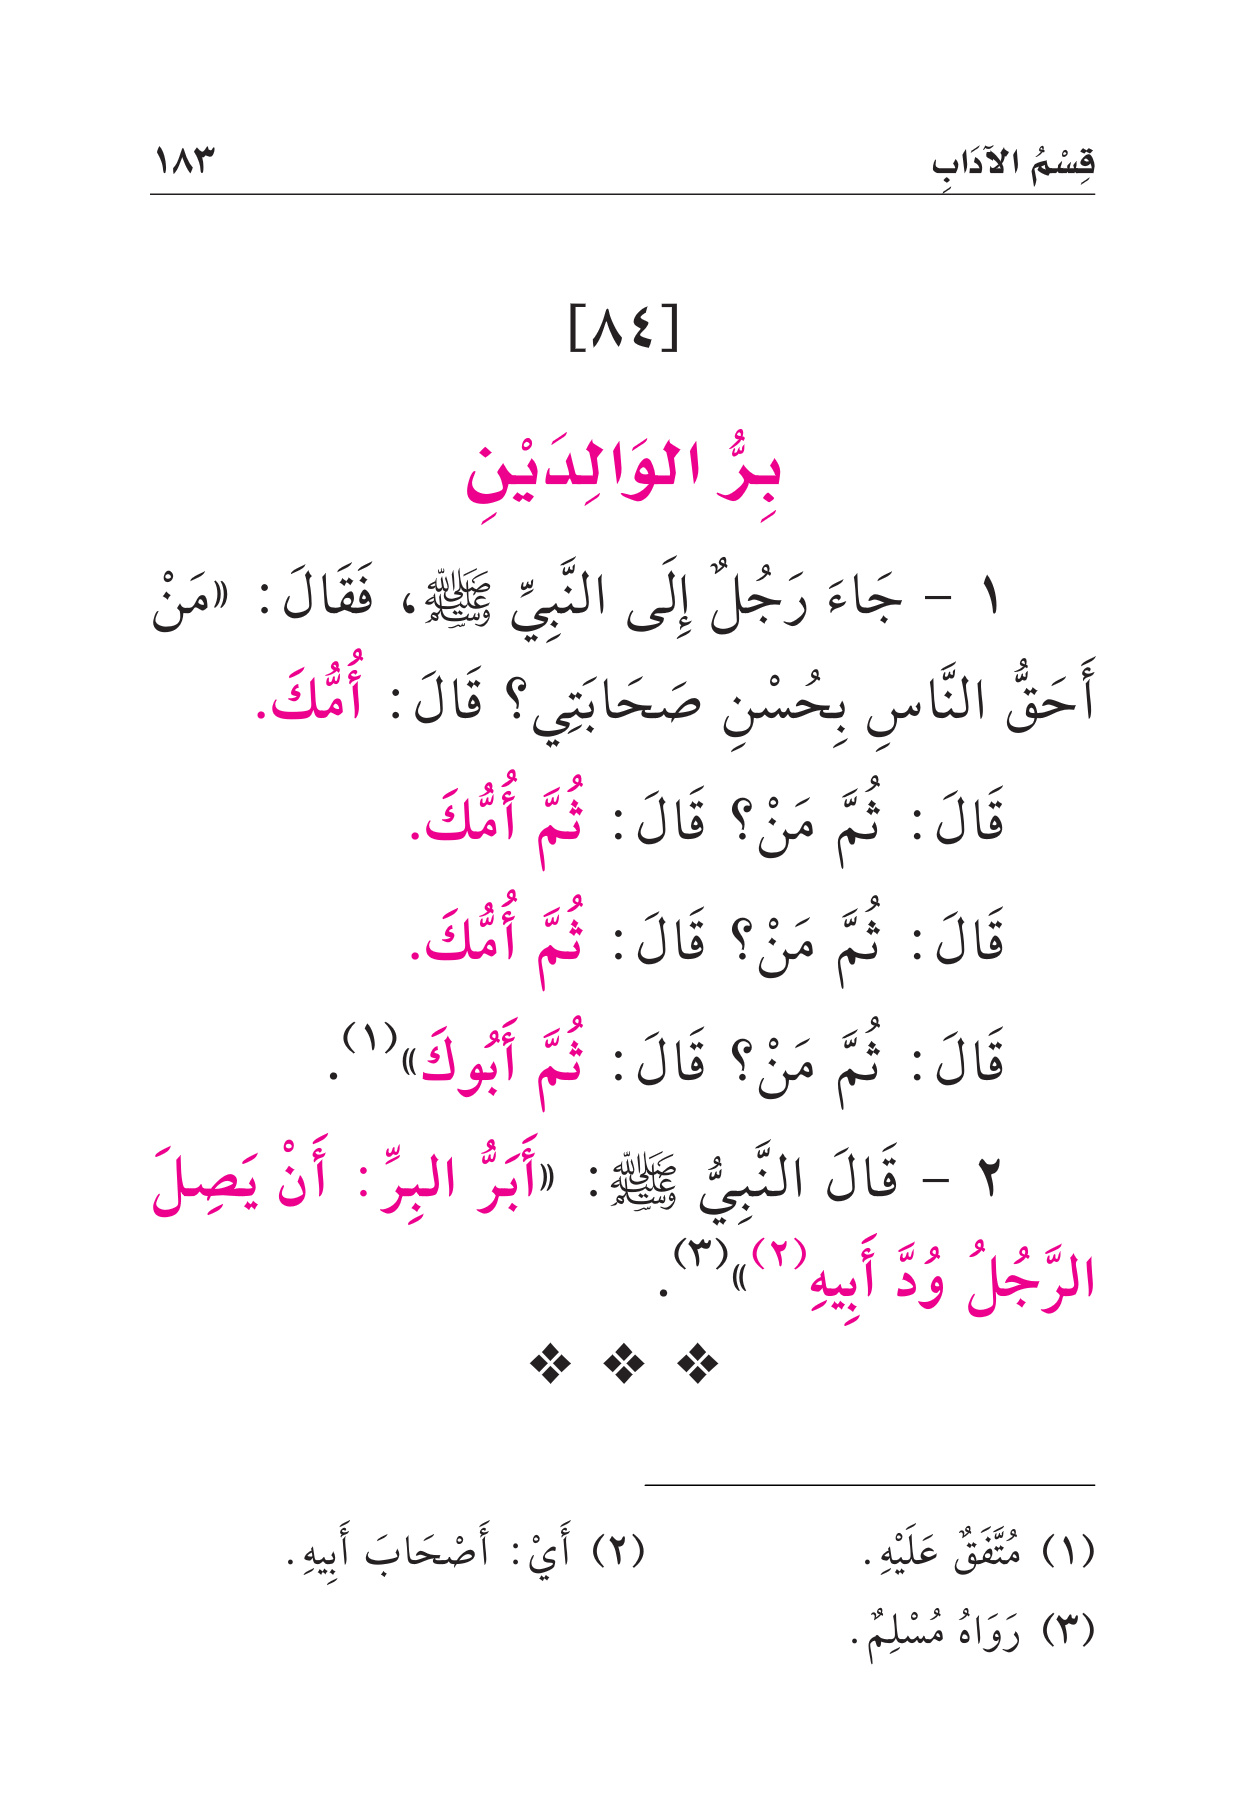 قِسْمُ الآدَابِ ١٨٣
[٨٤]
بِرُّ الوَالِدَيْنِ
١ – جَاءَ رَجُلٌ إِلَى النَّبِيِّ ﷺ، فَقَالَ: «مَنْ
أَحَقُّ النَّاسِ بِحُسْنِ صَحَابَتِي؟ قَالَ: أُمُّكَ.
قَالَ: ثُمَّ مَنْ؟ قَالَ: ثُمَّ أُمُّكَ.
قَالَ: ثُمَّ مَنْ؟ قَالَ: ثُمَّ أُمُّكَ.
قَالَ: ثُمَّ مَنْ؟ قَالَ: ثُمَّ أَبُوكَ»(١).
٢ – قَالَ النَّبِيُّ ﷺ: «أَبَرُّ البِرِّ: أَنْ يَصِلَ
الرَّجُلُ وُدَّ أَبِيهِ(٢)»(٣).
(١) مُتَّفَقٌ عَلَيْهِ. (٢) أَيْ: أَصْحَابَ أَبِيهِ.
(٣) رَوَاهُ مُسْلِمٌ.